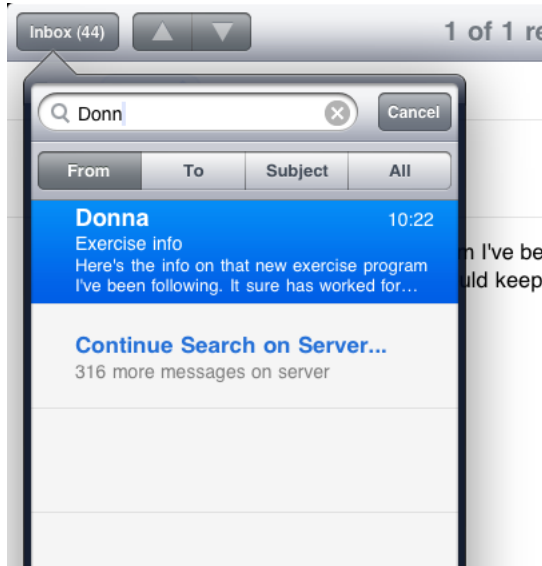 Inbox (44)
1 of 1 re
Donn
Cancel
From To Subject All
Donna 10:22
Exercise info
Here's the info on that new exercise program
I've been following. It sure has worked for...
I've be
uld keep
Continue Search on Server...
316 more messages on server